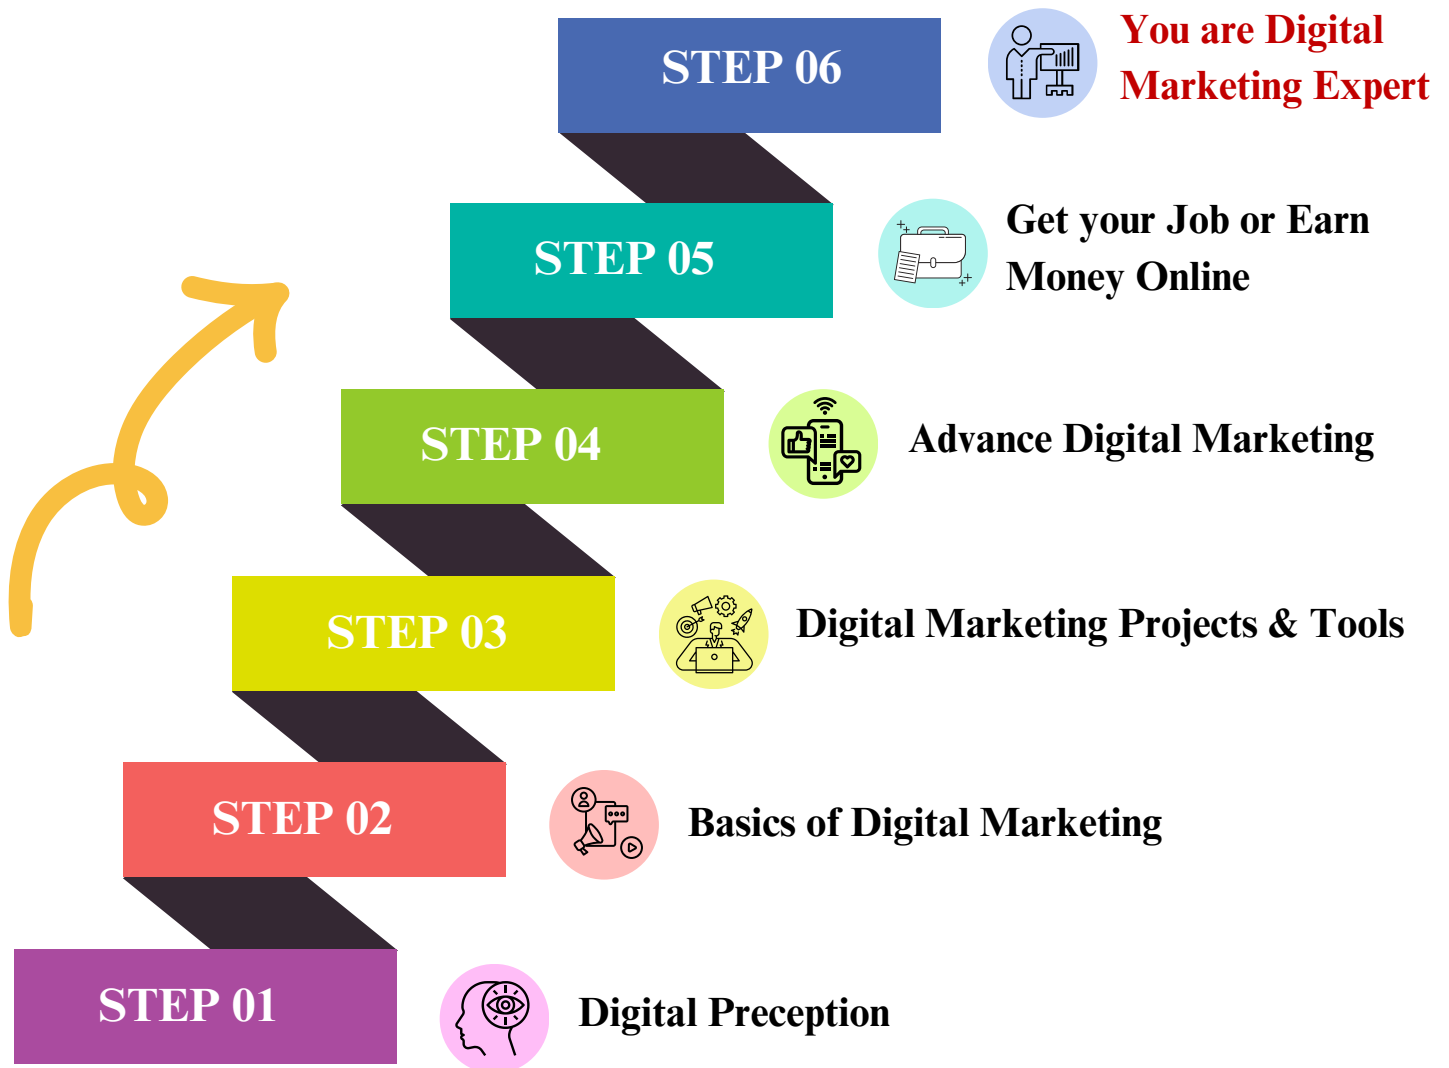 STEP 06
You are Digital
Marketing Expert
STEP 05
Get your Job or Earn
Money Online
STEP 04
Advance Digital Marketing
STEP 03
Digital Marketing Projects & Tools
STEP 02
Basics of Digital Marketing
STEP 01
Digital Preception